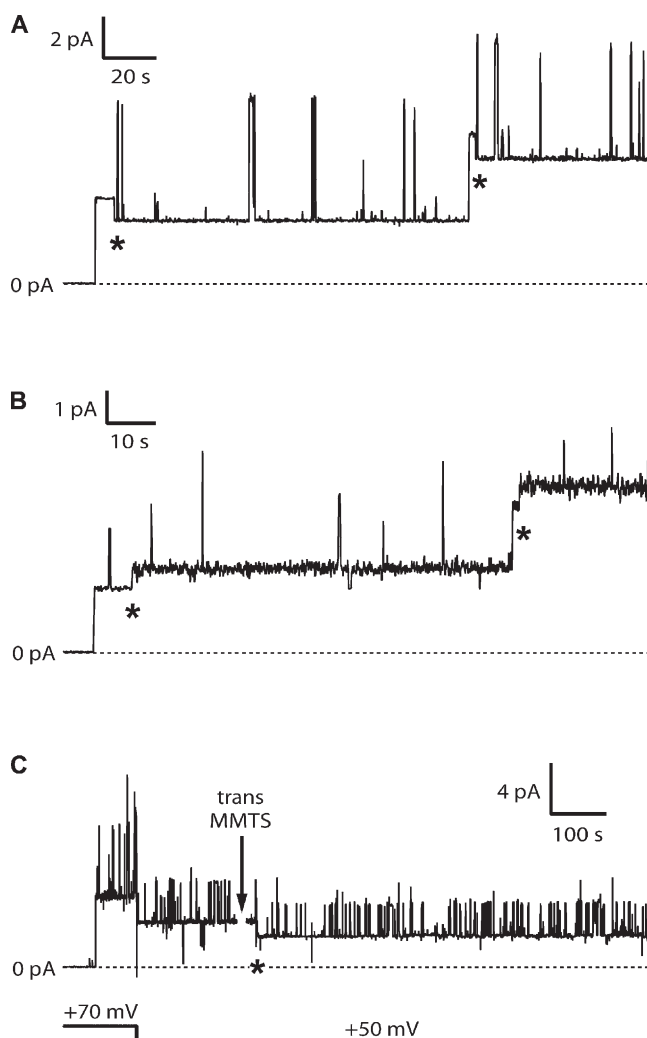 A
2 pA
20 s
*
*
0 pA
B
1 pA
10 s
*
*
0 pA
C
trans
MMTS
4 pA
100 s
0 pA
*
+70 mV
+50 mV